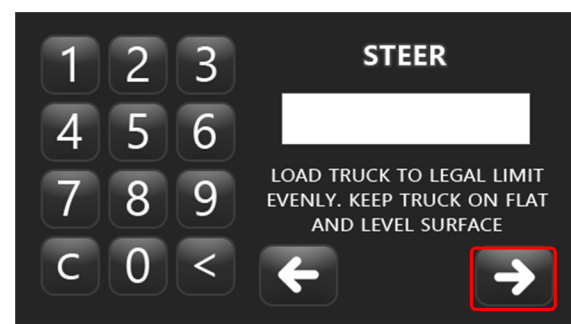 1 2 3
4 5 6
7 8 9
C 0 <
STEER
LOAD TRUCK TO LEGAL LIMIT
EVENLY. KEEP TRUCK ON FLAT
AND LEVEL SURFACE